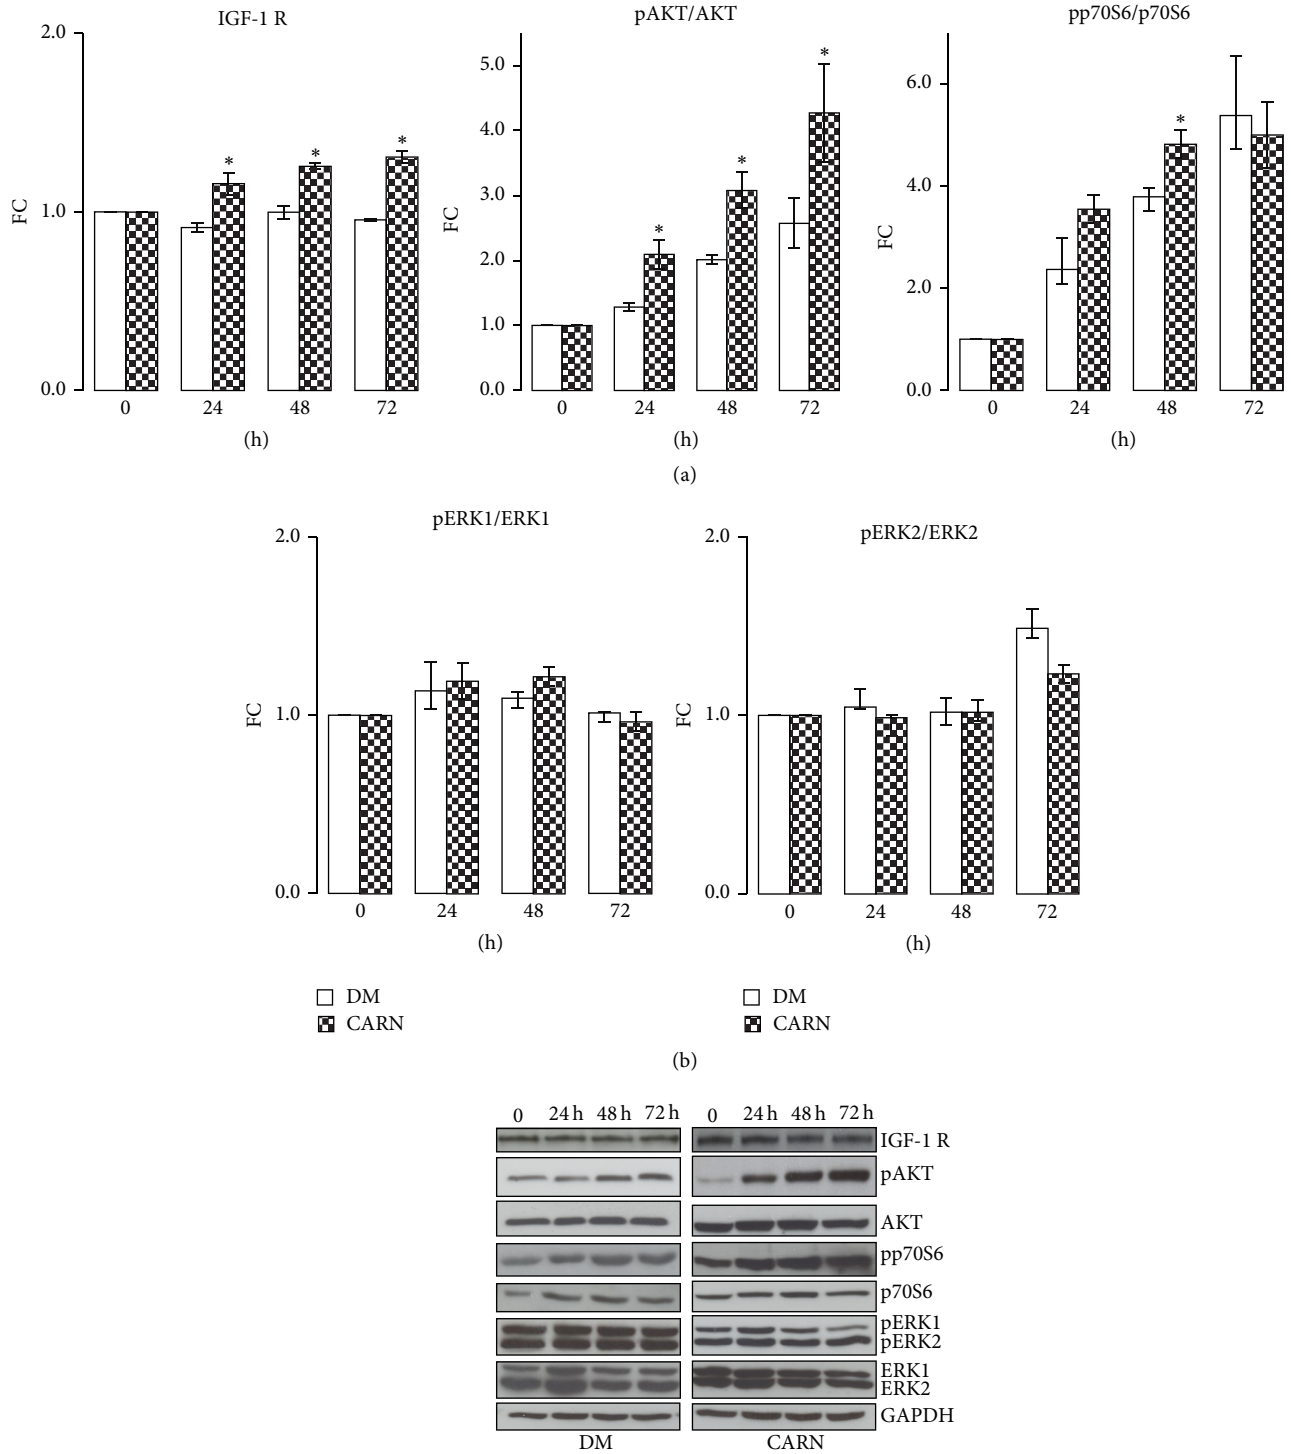 IGF-1 R
2.0
1.0
0.0
FC
* * *
0 24 48 72
(h)
pAKT/AKT
5.0
4.0
3.0
2.0
1.0
0.0
FC
* * *
0 24 48 72
(h)
pp70S6/p70S6
6.0
4.0
2.0
0.0
FC
*
0 24 48 72
(h)
(a)
pERK1/ERK1
2.0
1.0
0.0
FC
0 24 48 72
(h)
DM
CARN
pERK2/ERK2
2.0
1.0
0.0
FC
0 24 48 72
(h)
DM
CARN
(b)
0 24 h 48 h 72 h
0 24 h 48 h 72 h
IGF-1 R
pAKT
AKT
pp70S6
p70S6
pERK1
pERK2
ERK1
ERK2
GAPDH
DM
CARN